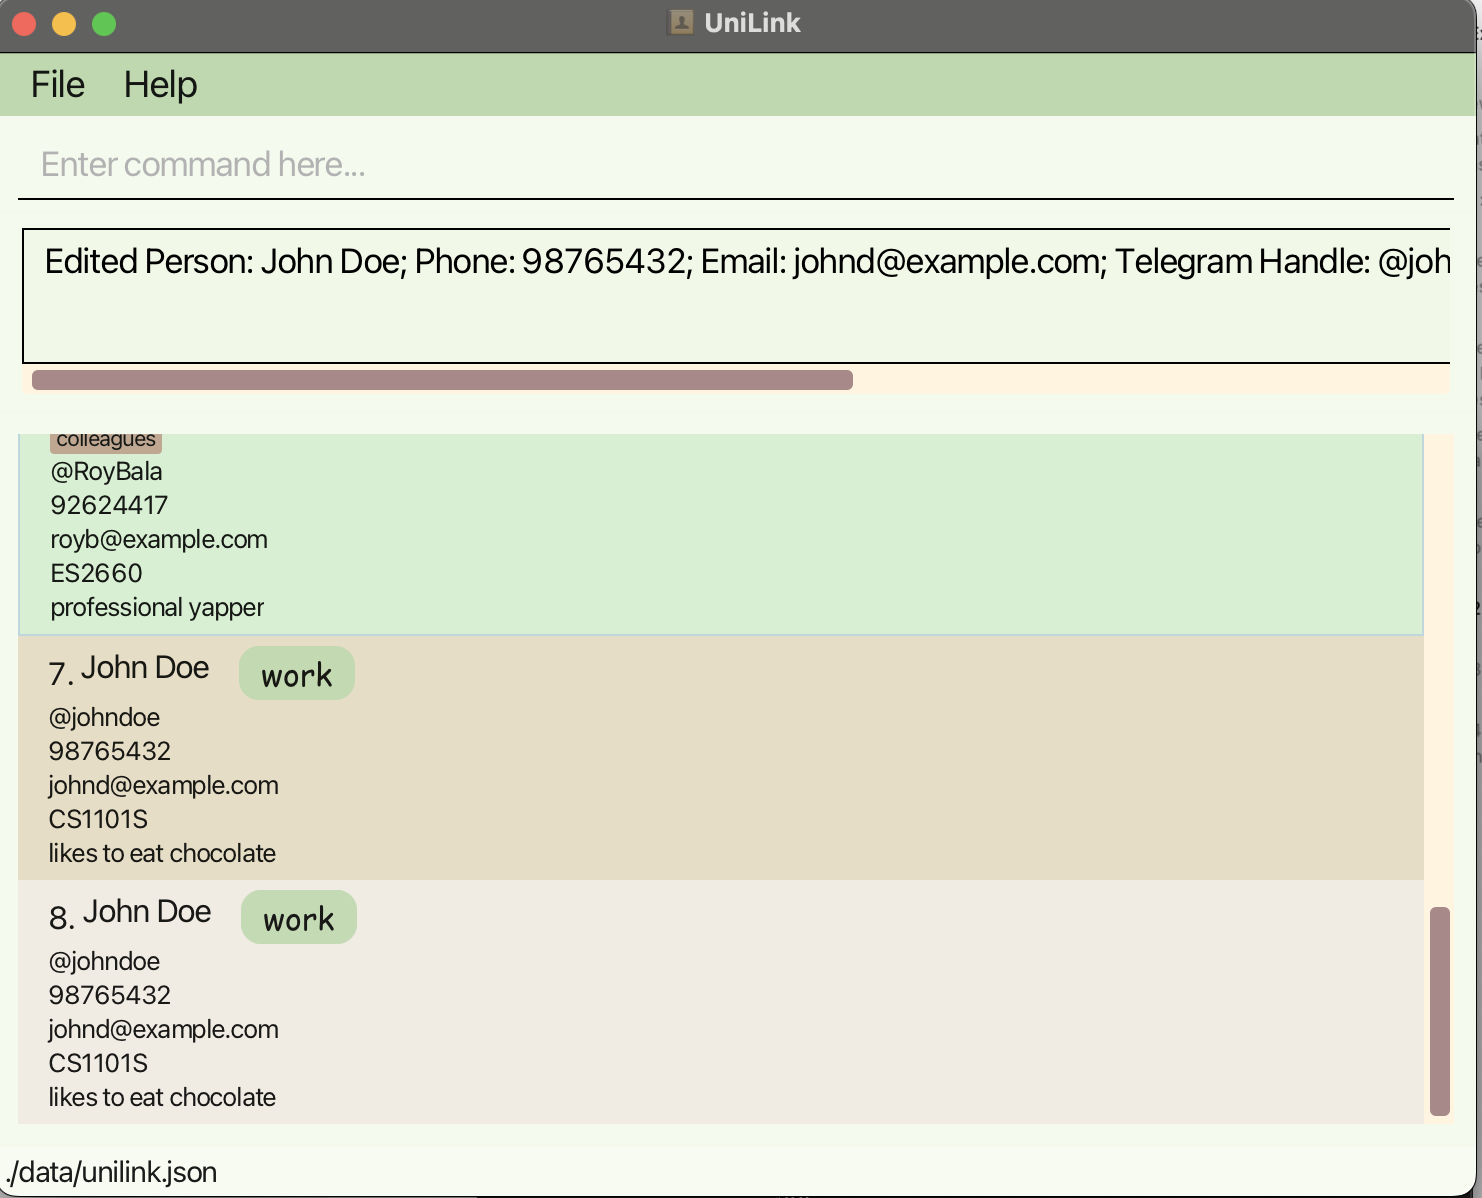 UniLink
File Help
Enter command here...
Edited Person: John Doe; Phone: 98765432; Email: johnd@example.com; Telegram Handle: @joh
colleagues
@RoyBala
92624417
royb@example.com
ES2660
professional yapper
7. John Doe work
@johndoe
98765432
johnd@example.com
CS1101S
likes to eat chocolate
8. John Doe work
@johndoe
98765432
johnd@example.com
CS1101S
likes to eat chocolate
./data/unilink.json